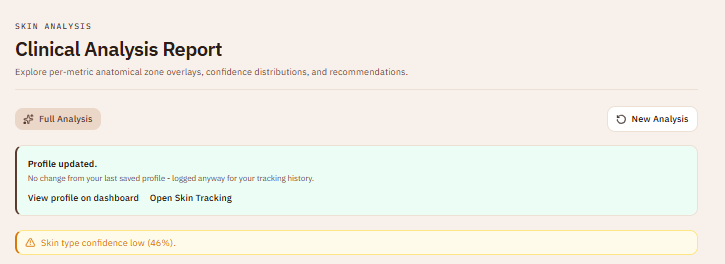 SKIN ANALYSIS
Clinical Analysis Report
Explore per-metric anatomical zone overlays, confidence distributions, and recommendations.
Full Analysis
New Analysis
Profile updated.
No change from your last saved profile - logged anyway for your tracking history.
View profile on dashboard Open Skin Tracking
Skin type confidence low (46%).